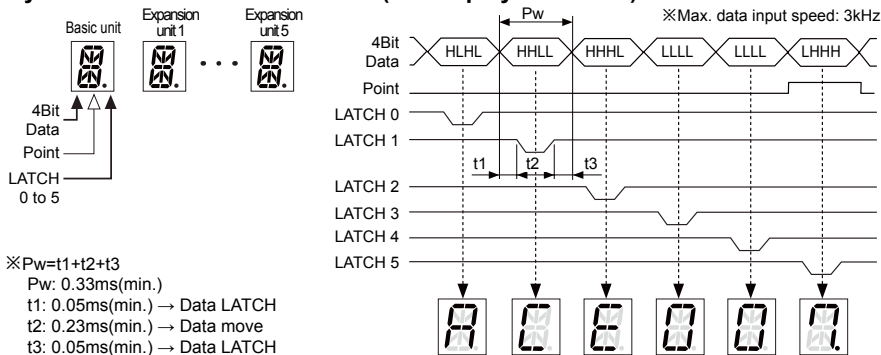 Basic unit
Expansion
unit 1
Expansion
unit 5
4Bit
Data
Point
LATCH
0 to 5
※Pw=t1+t2+t3
Pw: 0.33ms(min.)
t1: 0.05ms(min.) → Data LATCH
t2: 0.23ms(min.) → Data move
t3: 0.05ms(min.) → Data LATCH
Pw
※Max. data input speed: 3kHz
4Bit
Data
HLHL
HHLL
HHHL
LLLL
LLLL
LHHH
Point
LATCH 0
LATCH 1
t1
t2
t3
LATCH 2
LATCH 3
LATCH 4
LATCH 5
A
C
E
0
0
7.